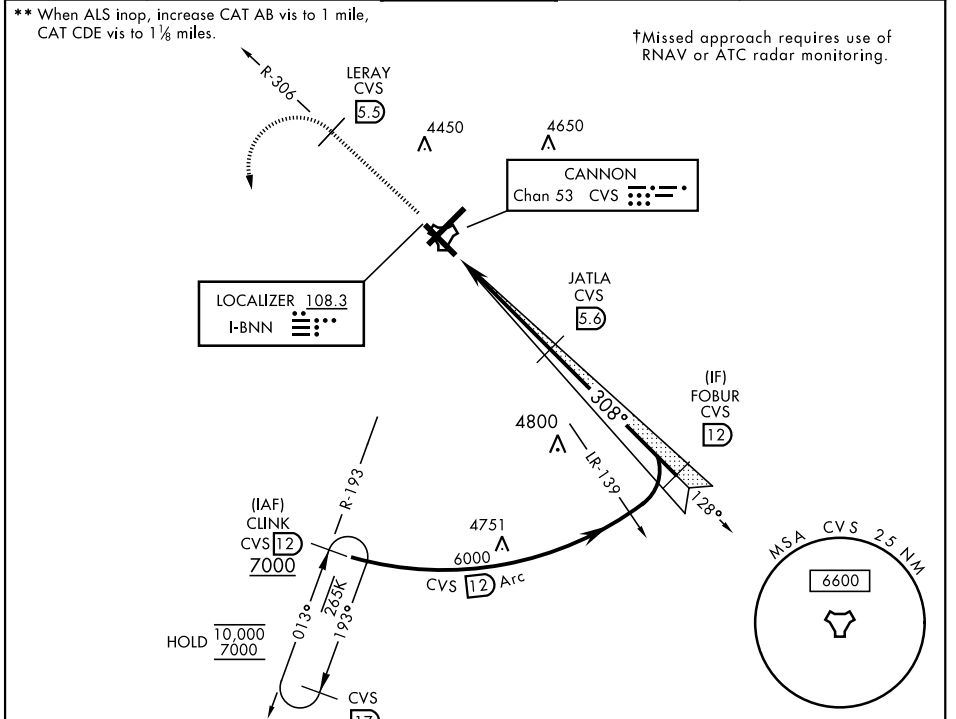 ** When ALS inop, increase CAT AB vis to 1 mile,
CAT CDE vis to 1⅛ miles.
†Missed approach requires use of
RNAV or ATC radar monitoring.
R-306
LERAY
CVS
5.5
4450
4650
CANNON
Chan 53 CVS
LOCALIZER 108.3
I-BNN
JATLA
CVS
5.6
(IF)
FOBUR
CVS
12
308°
128°
4800
LR-139
R-193
(IAF)
CLINK
CVS 12
7000
4751
6000
CVS 12 Arc
013°
265K
193°
HOLD 10,000
7000
CVS
17
MSA CVS 25 NM
6600